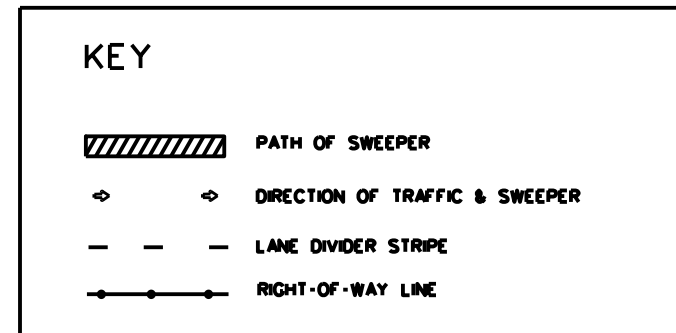 KEY
PATH OF SWEEPER
DIRECTION OF TRAFFIC & SWEEPER
LANE DIVIDER STRIPE
RIGHT-OF-WAY LINE